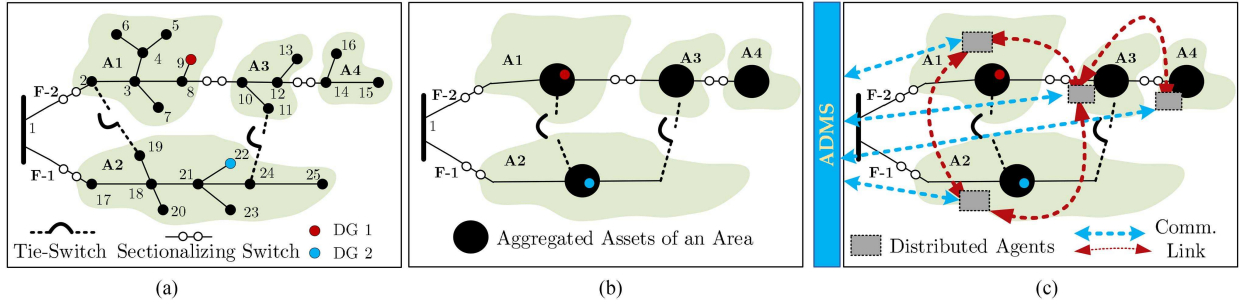 6
5
A1
4
9
13
16
2
A3
A4
F-2
3
8
10
12
14
15
7
11
1
19
A2
22
21
24
25
F-1
17
18
20
23
Tie-Switch
Sectionalizing Switch
DG 1
DG 2
(a)
A1
A3
A4
F-2
1
A2
F-1
Aggregated Assets of an Area
(b)
ADMS
A1
A3
A4
F-2
1
A2
F-1
Distributed Agents
Comm.
Link
(c)